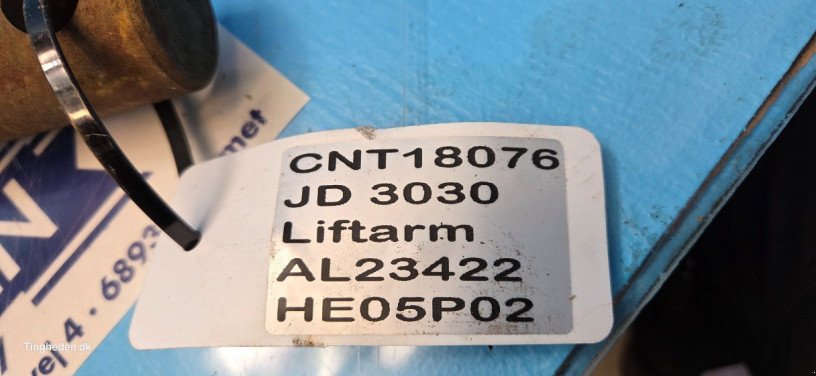 CNT18076
JD 3030
Liftarm
AL23422
HE05P02
Tingheden.dk